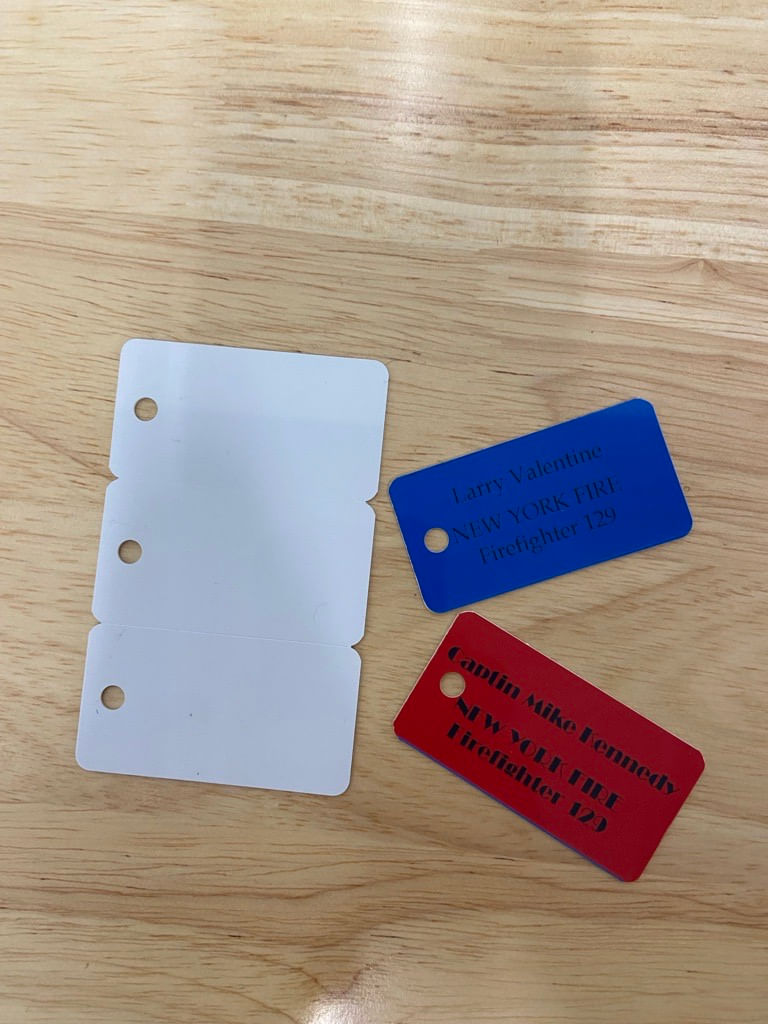 Larry Valentine
NEW YORK FIRE
Firefighter 129
Captin Mike Kennedy
NEW YORK FIRE
Firefighter 129